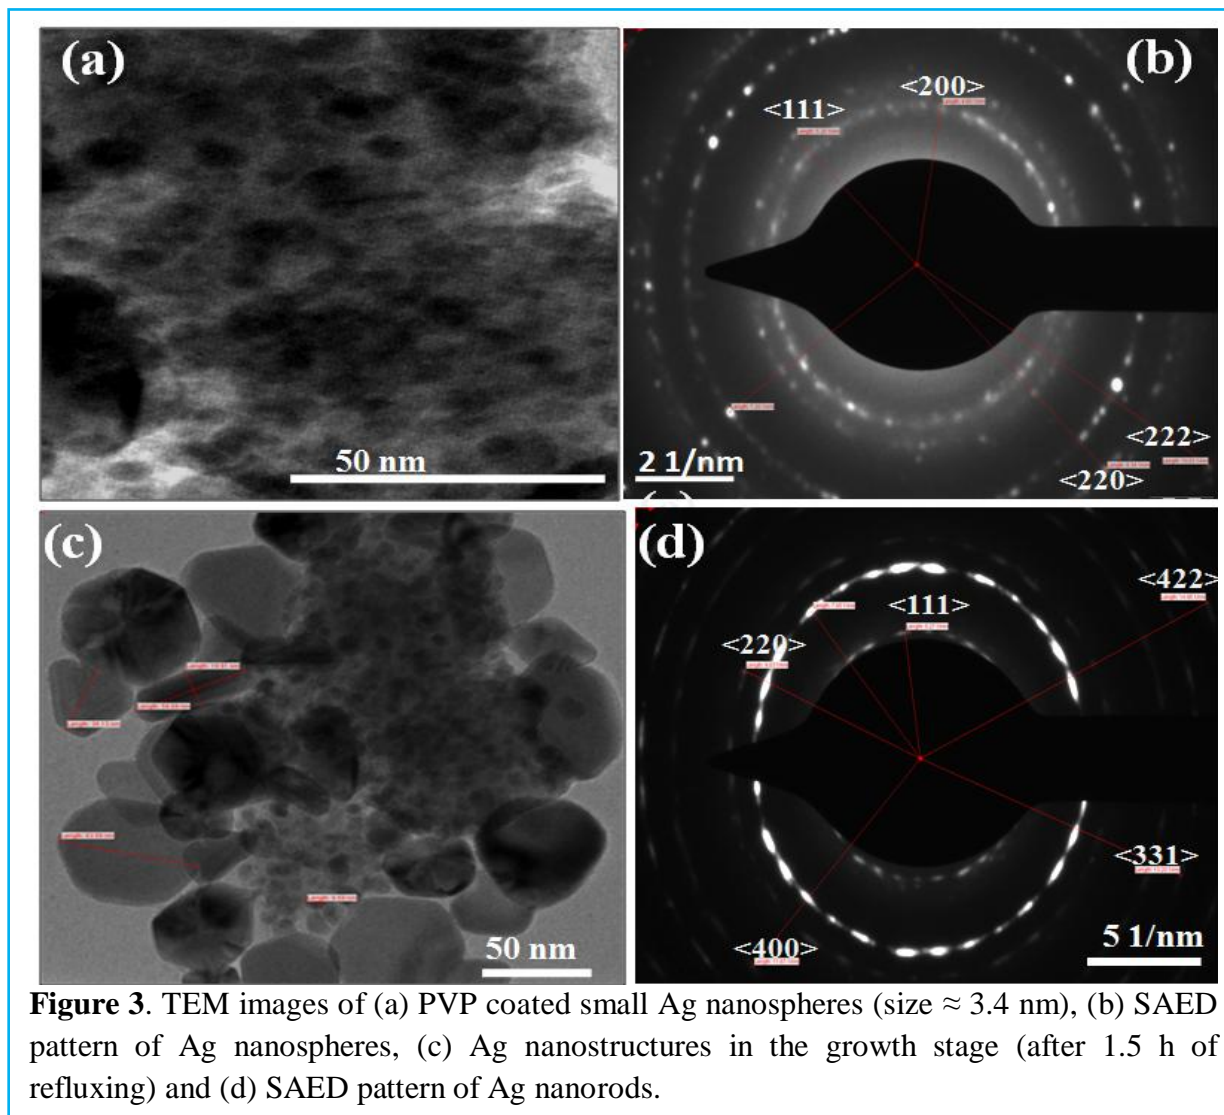 (a)
(b)
<111>
<200>
50 nm
2 1/nm
<220>
<222>
(c)
(d)
<111>
<220>
<422>
<331>
<400>
50 nm
5 1/nm
Figure 3. TEM images of (a) PVP coated small Ag nanospheres (size ≈ 3.4 nm), (b) SAED
pattern of Ag nanospheres, (c) Ag nanostructures in the growth stage (after 1.5 h of
refluxing) and (d) SAED pattern of Ag nanorods.